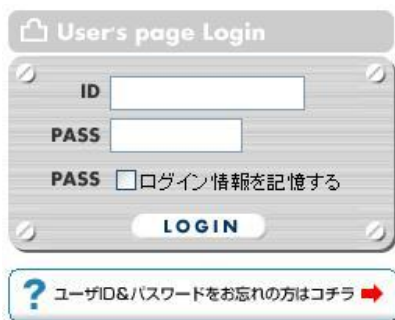 User's page Login
ID
PASS
PASS ログイン情報を記憶する
LOGIN
? ユーザID&パスワードをお忘れの方はコチラ